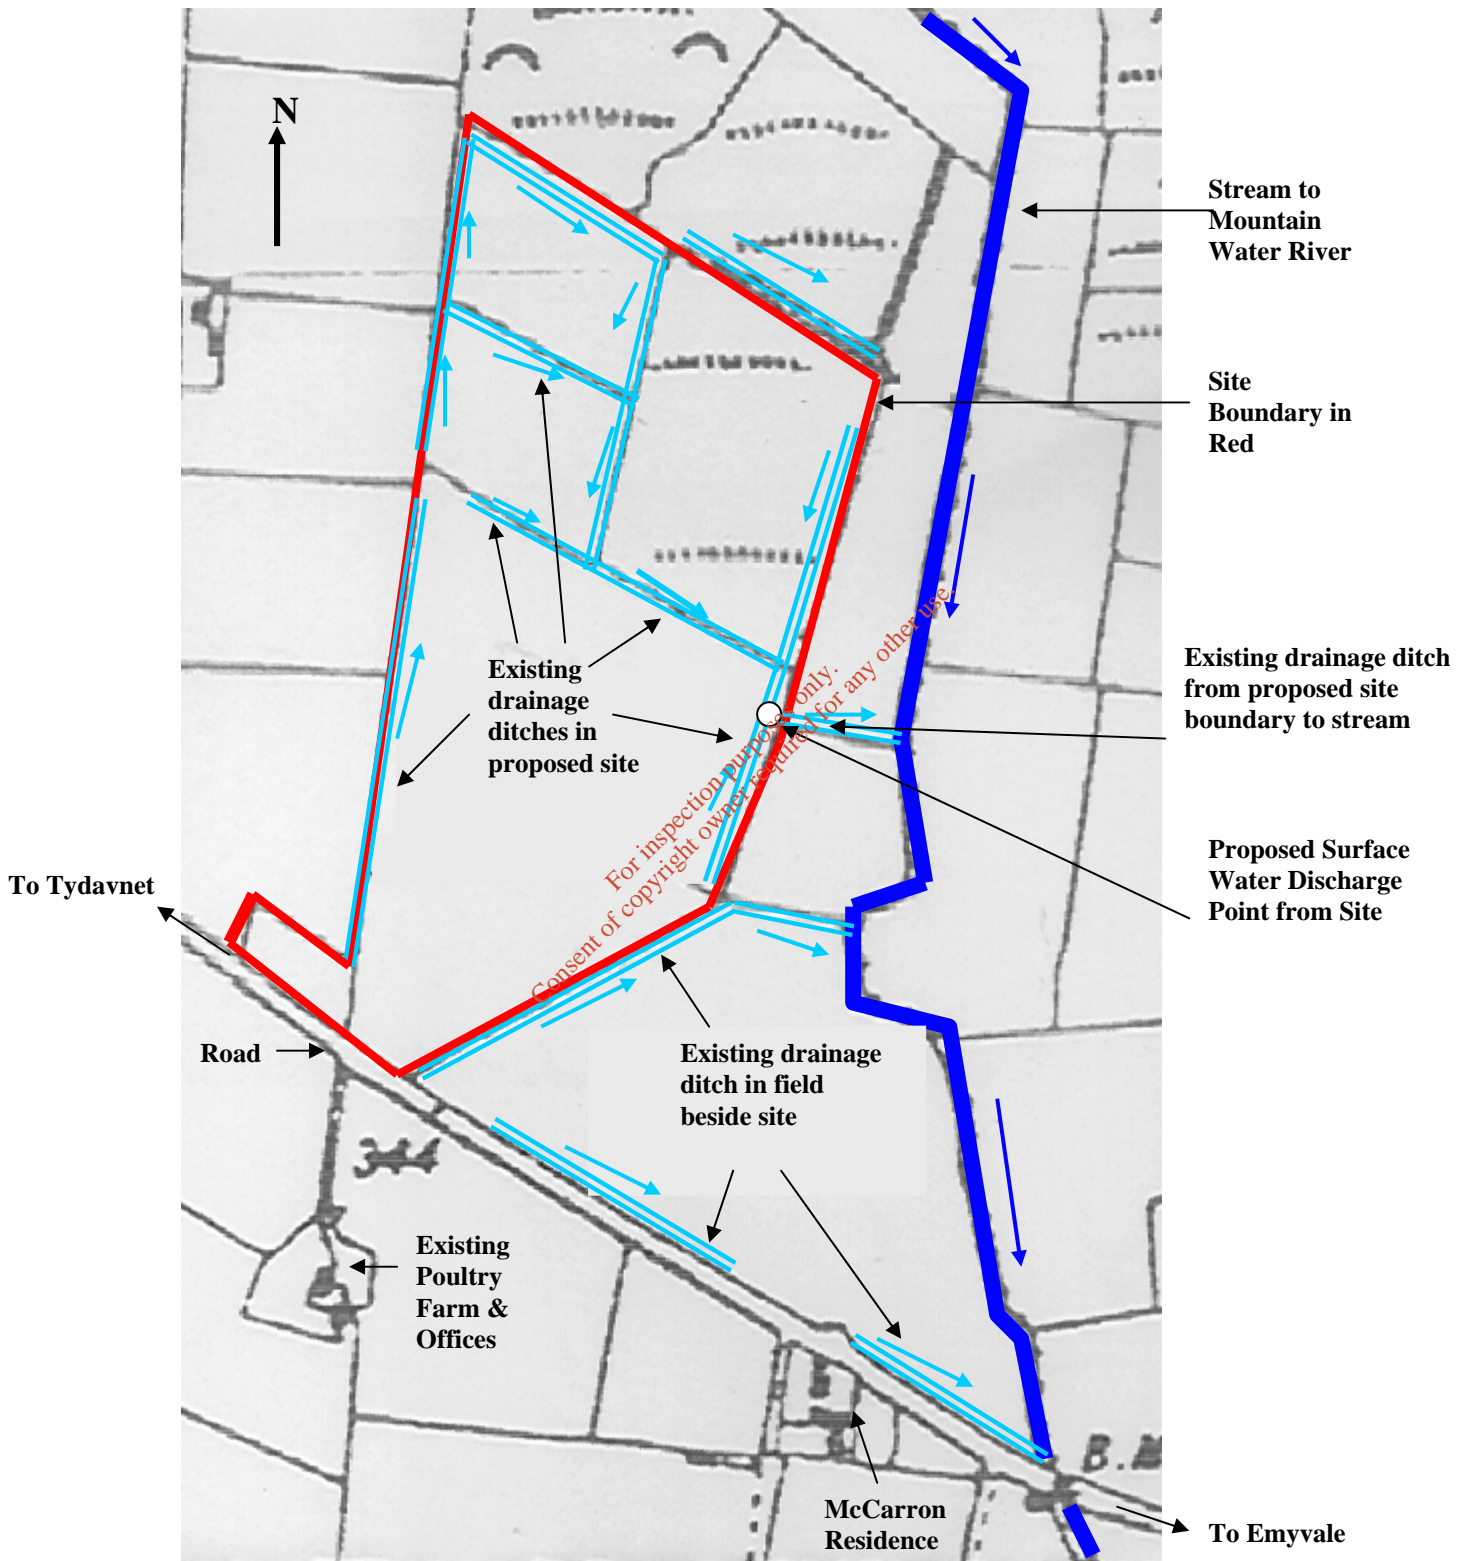 N
Stream to
Mountain
Water River
Site
Boundary in
Red
Existing
drainage
ditches in
proposed site
Existing drainage ditch
from proposed site
boundary to stream
For inspection purposes only.
Consent of copyright owner required for any other use.
Proposed Surface
Water Discharge
Point from Site
To Tydavnet
Road
Existing drainage
ditch in field
beside site
Existing
Poultry
Farm &
Offices
344
B.M
McCarron
Residence
To Emyvale